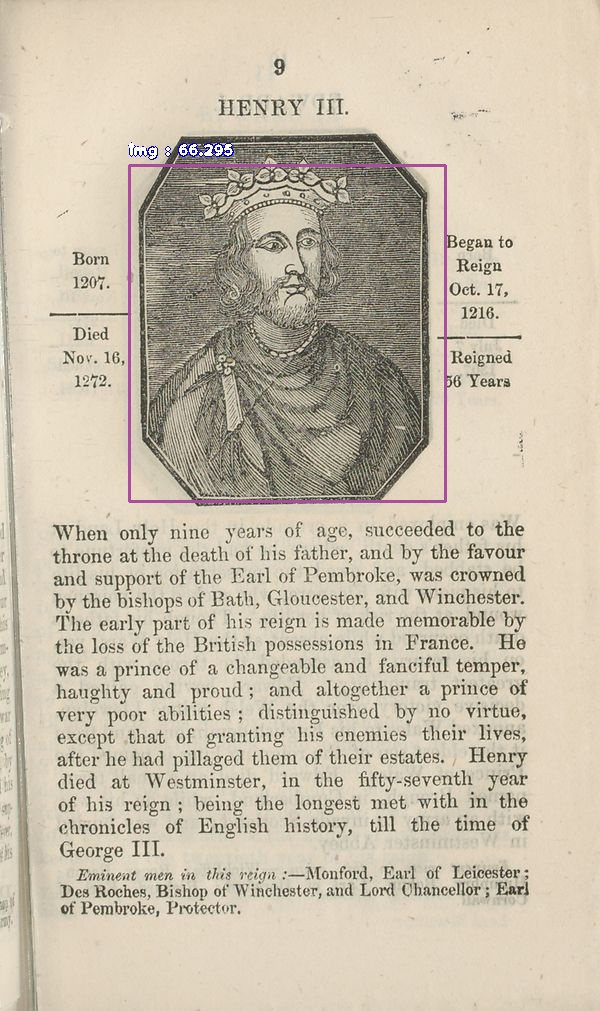 9
HENRY III.
img : 66.295
Born
1207.
Died
Nov. 16,
1272.
Began to
Reign
Oct. 17,
1216.
Reigned
56 Years
When only nine years of age, succeeded to the
throne at the death of his father, and by the favour
and support of the Earl of Pembroke, was crowned
by the bishops of Bath, Gloucester, and Winchester.
The early part of his reign is made memorable by
the loss of the British possessions in France. He
was a prince of a changeable and fanciful temper,
haughty and proud ; and altogether a prince of
very poor abilities ; distinguished by no virtue,
except that of granting his enemies their lives,
after he had pillaged them of their estates. Henry
died at Westminster, in the fifty-seventh year
of his reign ; being the longest met with in the
chronicles of English history, till the time of
George III.
Eminent men in this reign :—Monford, Earl of Leicester;
Des Roches, Bishop of Winchester, and Lord Chancellor ; Earl
of Pembroke, Protector.